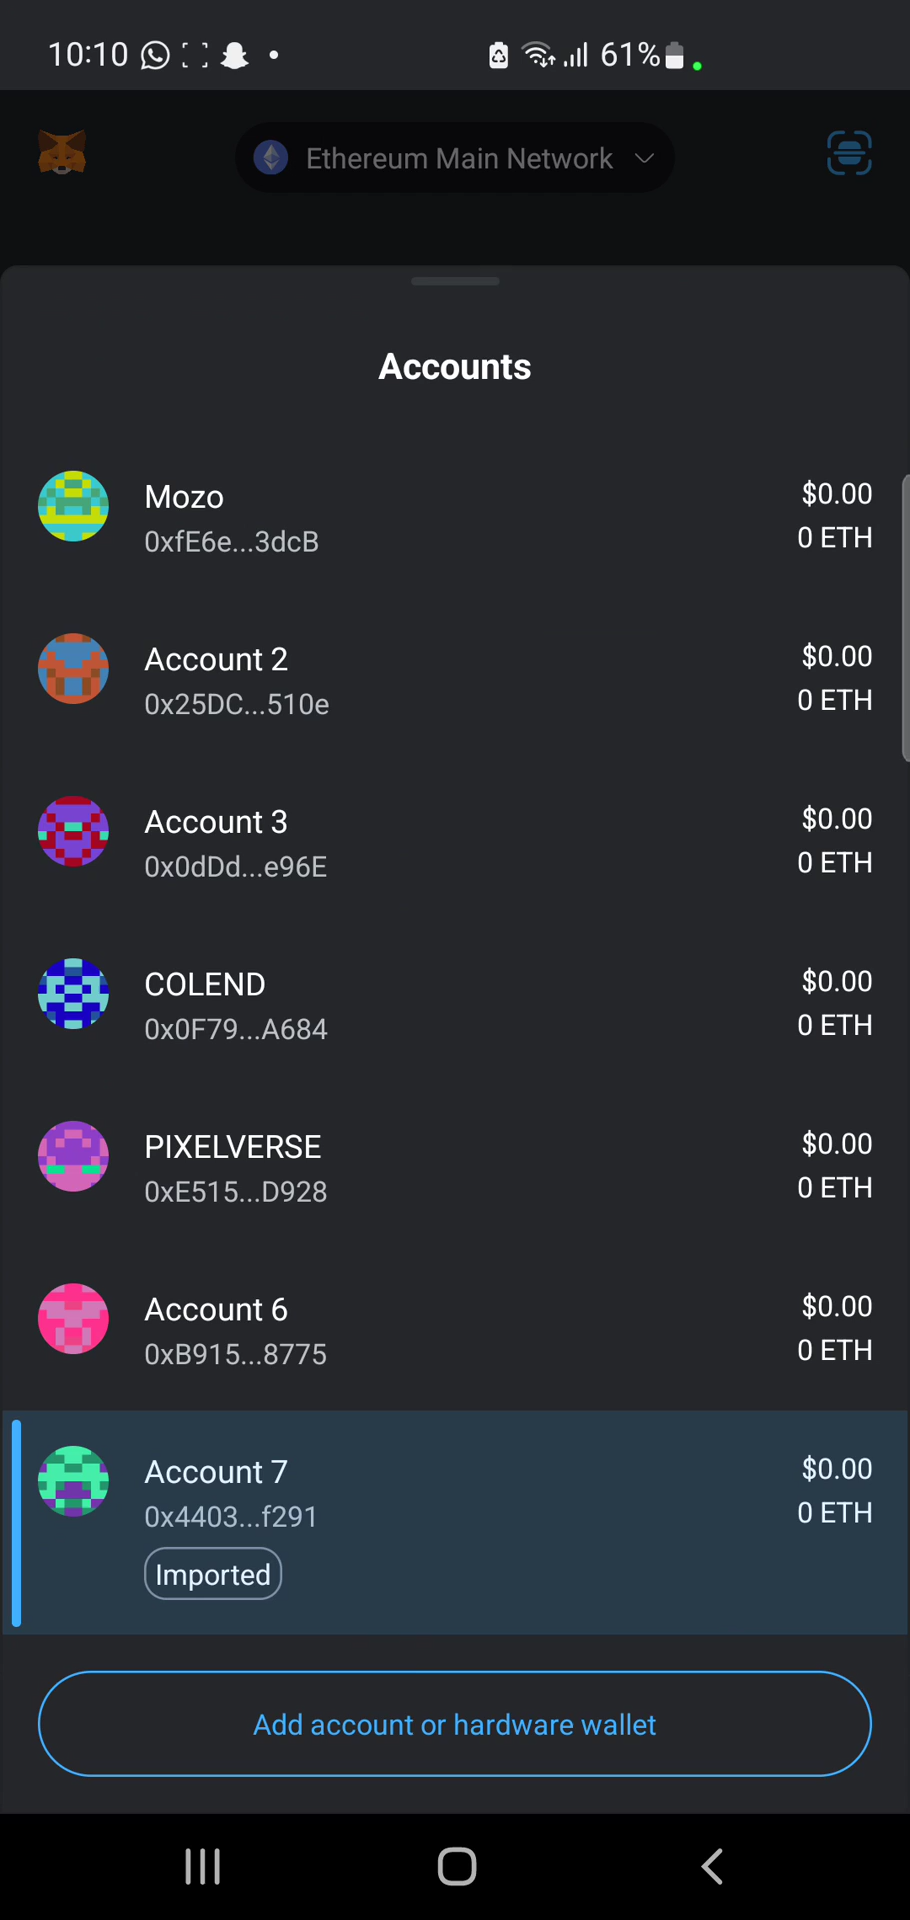 10:10 61%
Ethereum Main Network
Accounts
Mozo $0.00
0xfE6e...3dcB 0 ETH
Account 2 $0.00
0x25DC...510e 0 ETH
Account 3 $0.00
0x0dDd...e96E 0 ETH
COLEND $0.00
0x0F79...A684 0 ETH
PIXELVERSE $0.00
0xE515...D928 0 ETH
Account 6 $0.00
0xB915...8775 0 ETH
Account 7 $0.00
0x4403...f291 0 ETH
Imported
Add account or hardware wallet